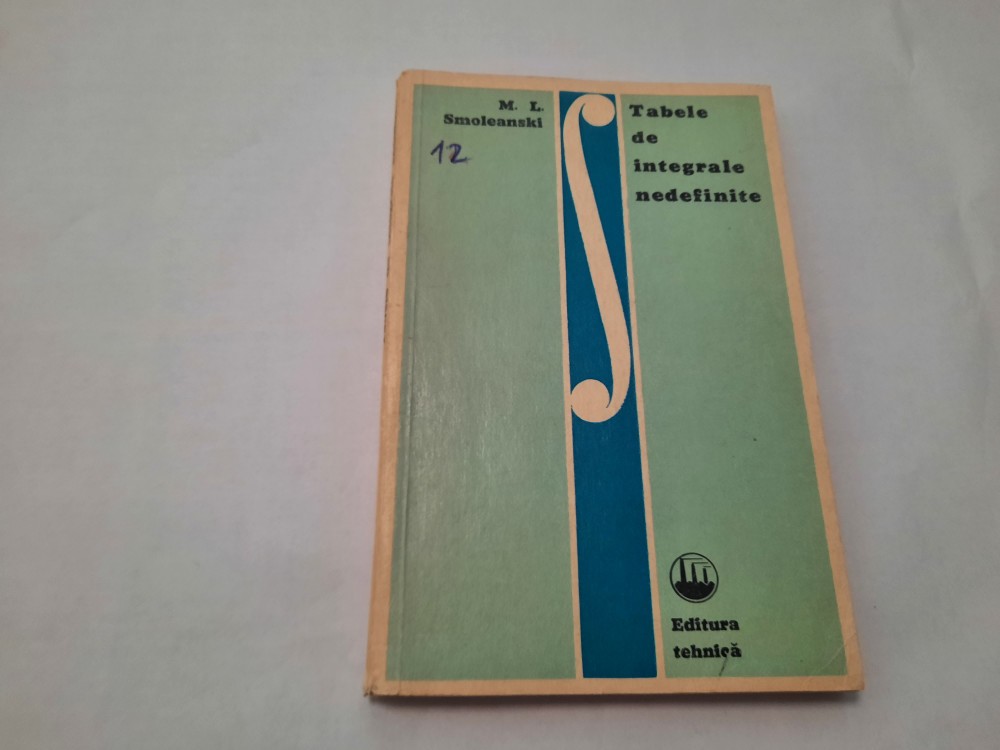 M. L.
Smoleanski
12
Tabele
de
integrale
nedefinite
Editura
tehnică